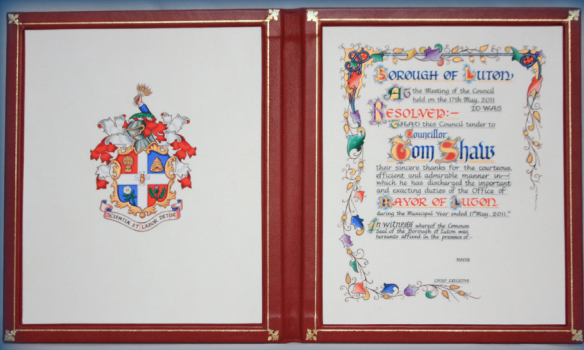 SCIENTIÆ ET LABORI DETUR
Borough of Luton
At the Meeting of the Council
held on the 17th May, 2011
IT WAS
RESOLVED:-
THAT this Council tender to
Councillor
Tom Shaw
their sincere thanks for the courteous,
efficient and admirable manner in
which he has discharged the important
and exacting duties of the Office of
MAYOR OF LUTON
during the Municipal Year ended 17th May, 2011."
In witness whereof the Common
Seal of the Borough of Luton was
hereunto affixed in the presence of:-
MAYOR
CHIEF EXECUTIVE